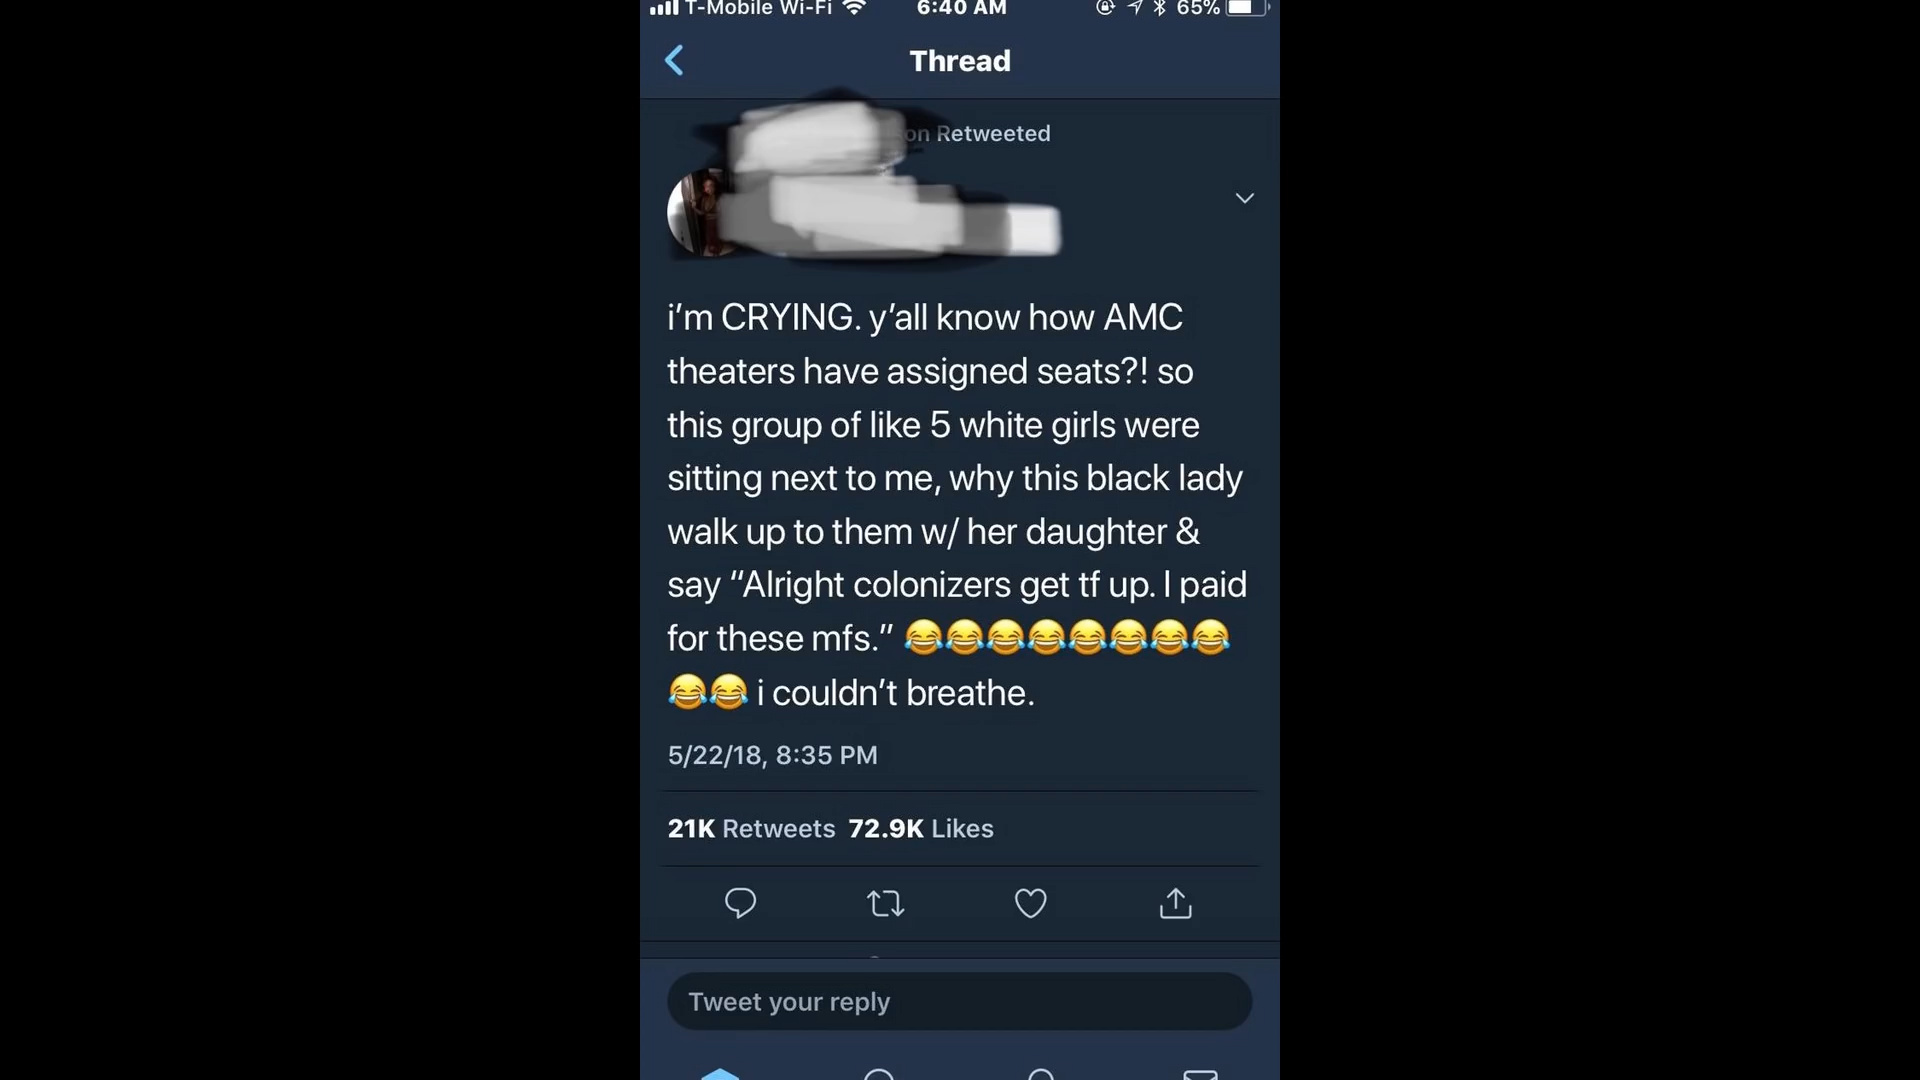 T-Mobile Wi-Fi 6:40 AM 65%
Thread
on Retweeted
i’m CRYING. y’all know how AMC
theaters have assigned seats?! so
this group of like 5 white girls were
sitting next to me, why this black lady
walk up to them w/ her daughter &
say “Alright colonizers get tf up. I paid
for these mfs.” 😂😂😂😂😂😂😂😂
😂😂 i couldn’t breathe.
5/22/18, 8:35 PM
21K Retweets 72.9K Likes
Tweet your reply